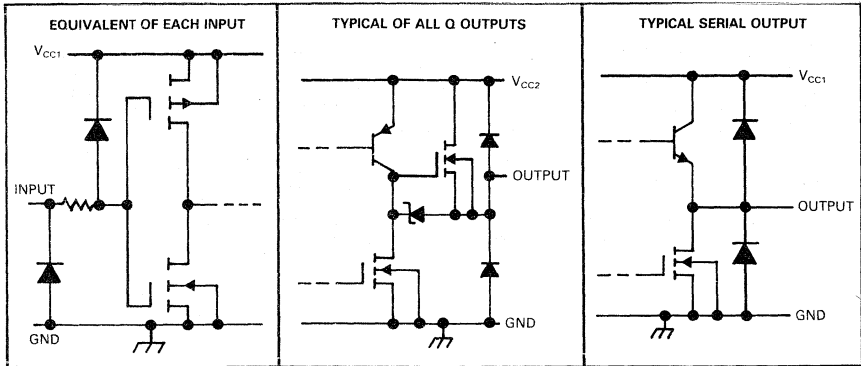 EQUIVALENT OF EACH INPUT
VCC1
INPUT
GND
TYPICAL OF ALL Q OUTPUTS
VCC2
OUTPUT
GND
TYPICAL SERIAL OUTPUT
VCC1
OUTPUT
GND